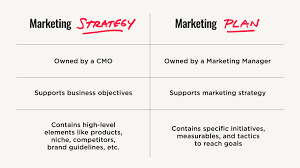 Marketing STRATEGY
Marketing PLAN
Owned by a CMO
Owned by a Marketing Manager
Supports business objectives
Supports marketing strategy
Contains high-level
elements like products,
niche, competitors,
brand guidelines, etc.
Contains specific initiatives,
measurables, and tactics
to reach goals